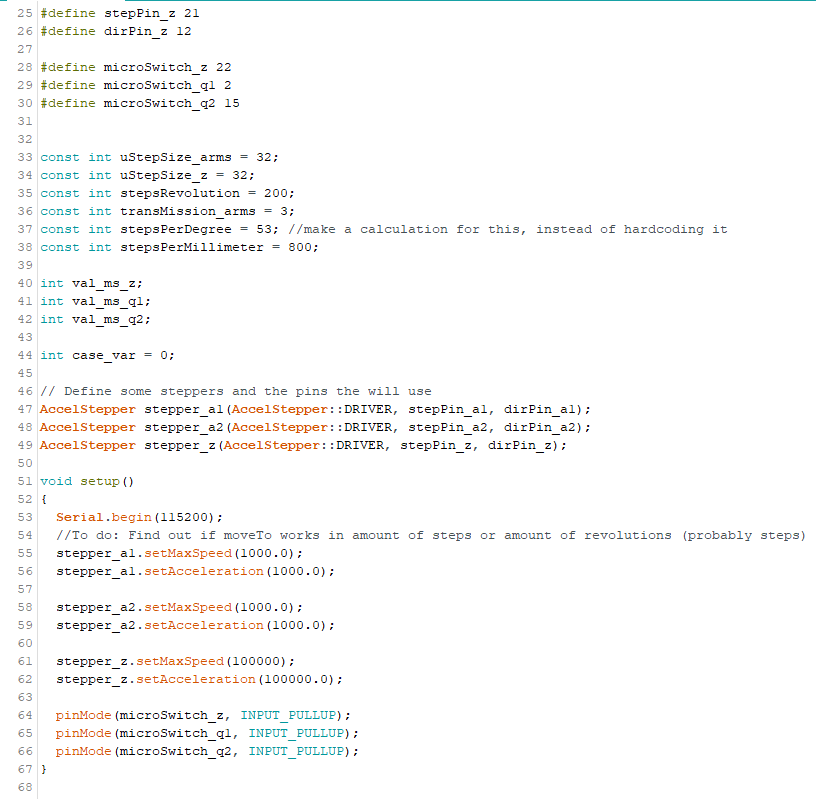 25 #define stepPin_z 21
26 #define dirPin_z 12
27
28 #define microSwitch_z 22
29 #define microSwitch_q1 2
30 #define microSwitch_q2 15
31
32
33 const int uStepSize_arms = 32;
34 const int uStepSize_z = 32;
35 const int stepsRevolution = 200;
36 const int transMission_arms = 3;
37 const int stepsPerDegree = 53; //make a calculation for this, instead of hardcoding it
38 const int stepsPerMillimeter = 800;
39
40 int val_ms_z;
41 int val_ms_q1;
42 int val_ms_q2;
43
44 int case_var = 0;
45
46 // Define some steppers and the pins the will use
47 AccelStepper stepper_a1(AccelStepper::DRIVER, stepPin_a1, dirPin_a1);
48 AccelStepper stepper_a2(AccelStepper::DRIVER, stepPin_a2, dirPin_a2);
49 AccelStepper stepper_z(AccelStepper::DRIVER, stepPin_z, dirPin_z);
50
51 void setup()
52 {
53   Serial.begin(115200);
54   //To do: Find out if moveTo works in amount of steps or amount of revolutions (probably steps)
55   stepper_a1.setMaxSpeed(1000.0);
56   stepper_a1.setAcceleration(1000.0);
57
58   stepper_a2.setMaxSpeed(1000.0);
59   stepper_a2.setAcceleration(1000.0);
60
61   stepper_z.setMaxSpeed(100000);
62   stepper_z.setAcceleration(100000.0);
63
64   pinMode(microSwitch_z, INPUT_PULLUP);
65   pinMode(microSwitch_q1, INPUT_PULLUP);
66   pinMode(microSwitch_q2, INPUT_PULLUP);
67 }
68